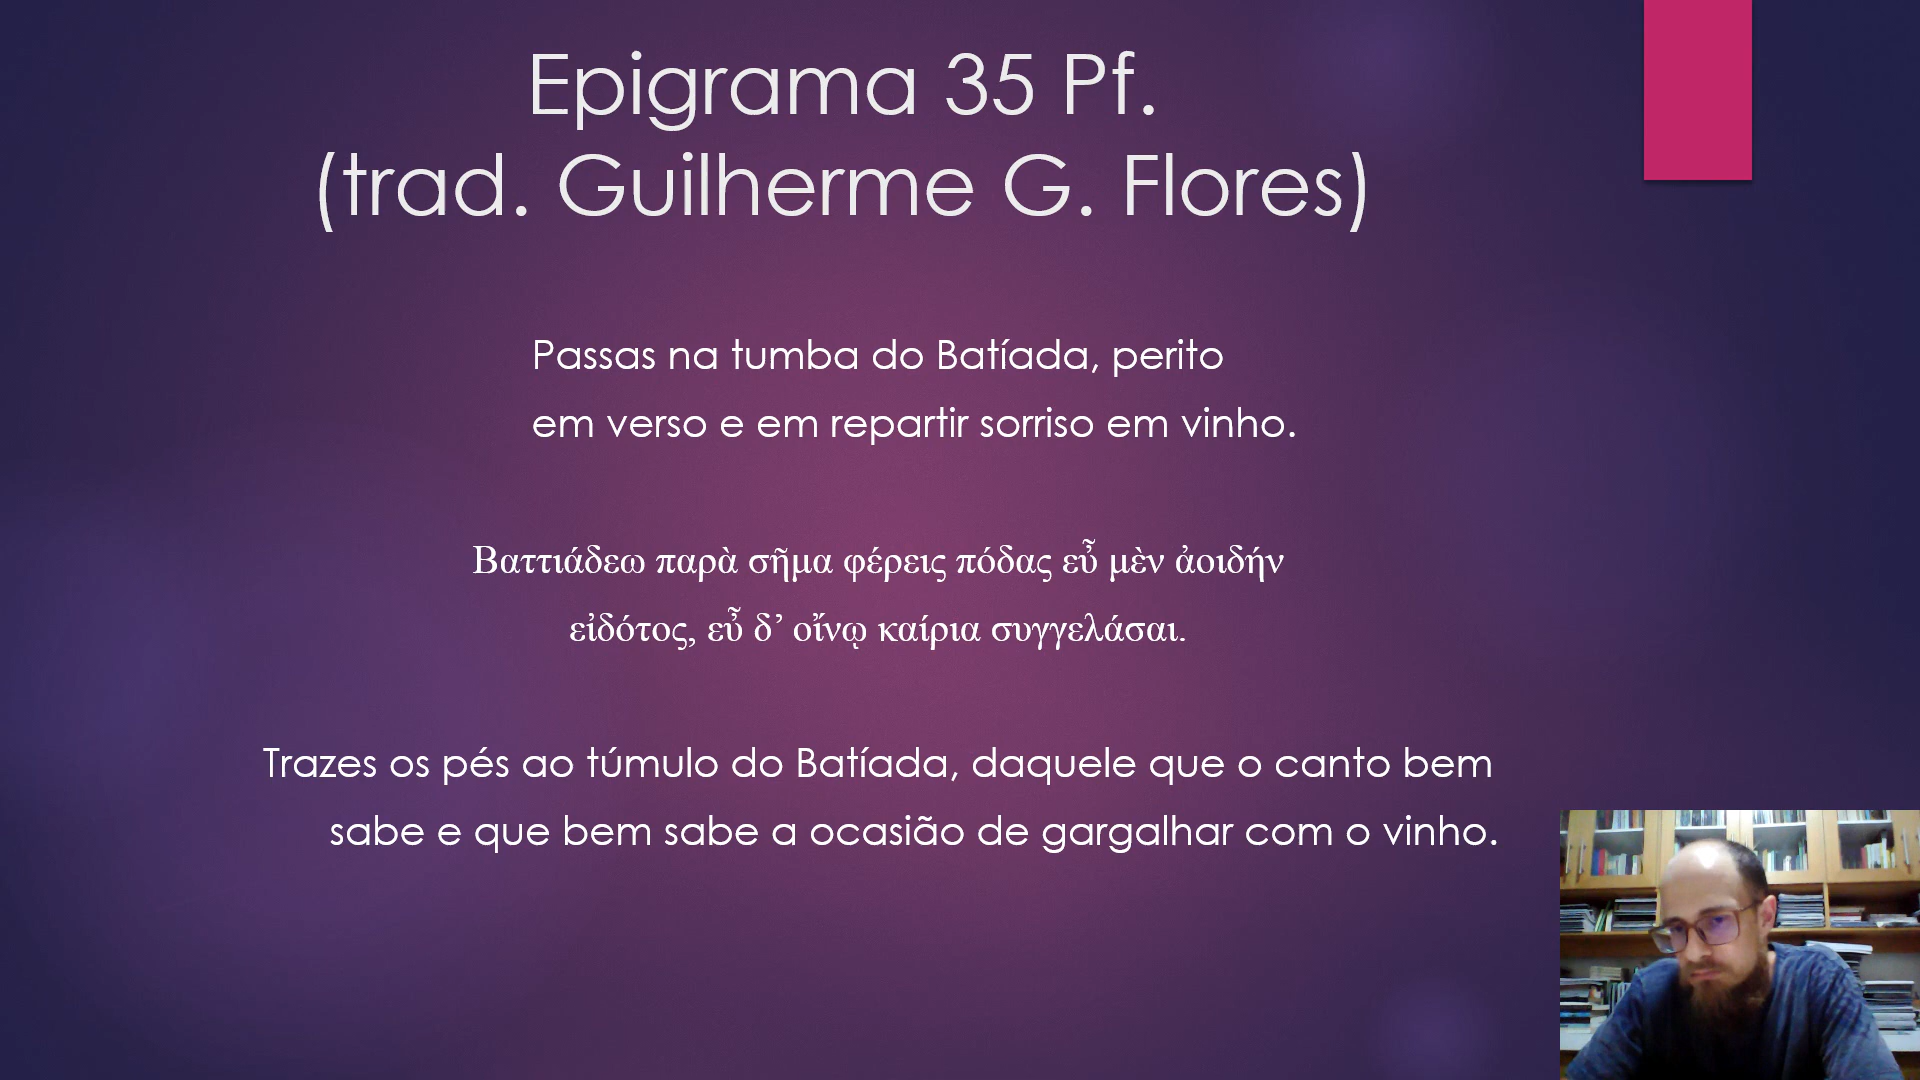 Epigrama 35 Pf.
(trad. Guilherme G. Flores)
Passas na tumba do Batíada, perito
em verso e em repartir sorriso em vinho.
Βαττιάδεω παρὰ σῆμα φέρεις πόδας εὖ μὲν ἀοιδήν
εἰδότος, εὖ δ’ οἴνῳ καίρια συγγελάσαι.
Trazes os pés ao túmulo do Batíada, daquele que o canto bem
sabe e que bem sabe a ocasião de gargalhar com o vinho.